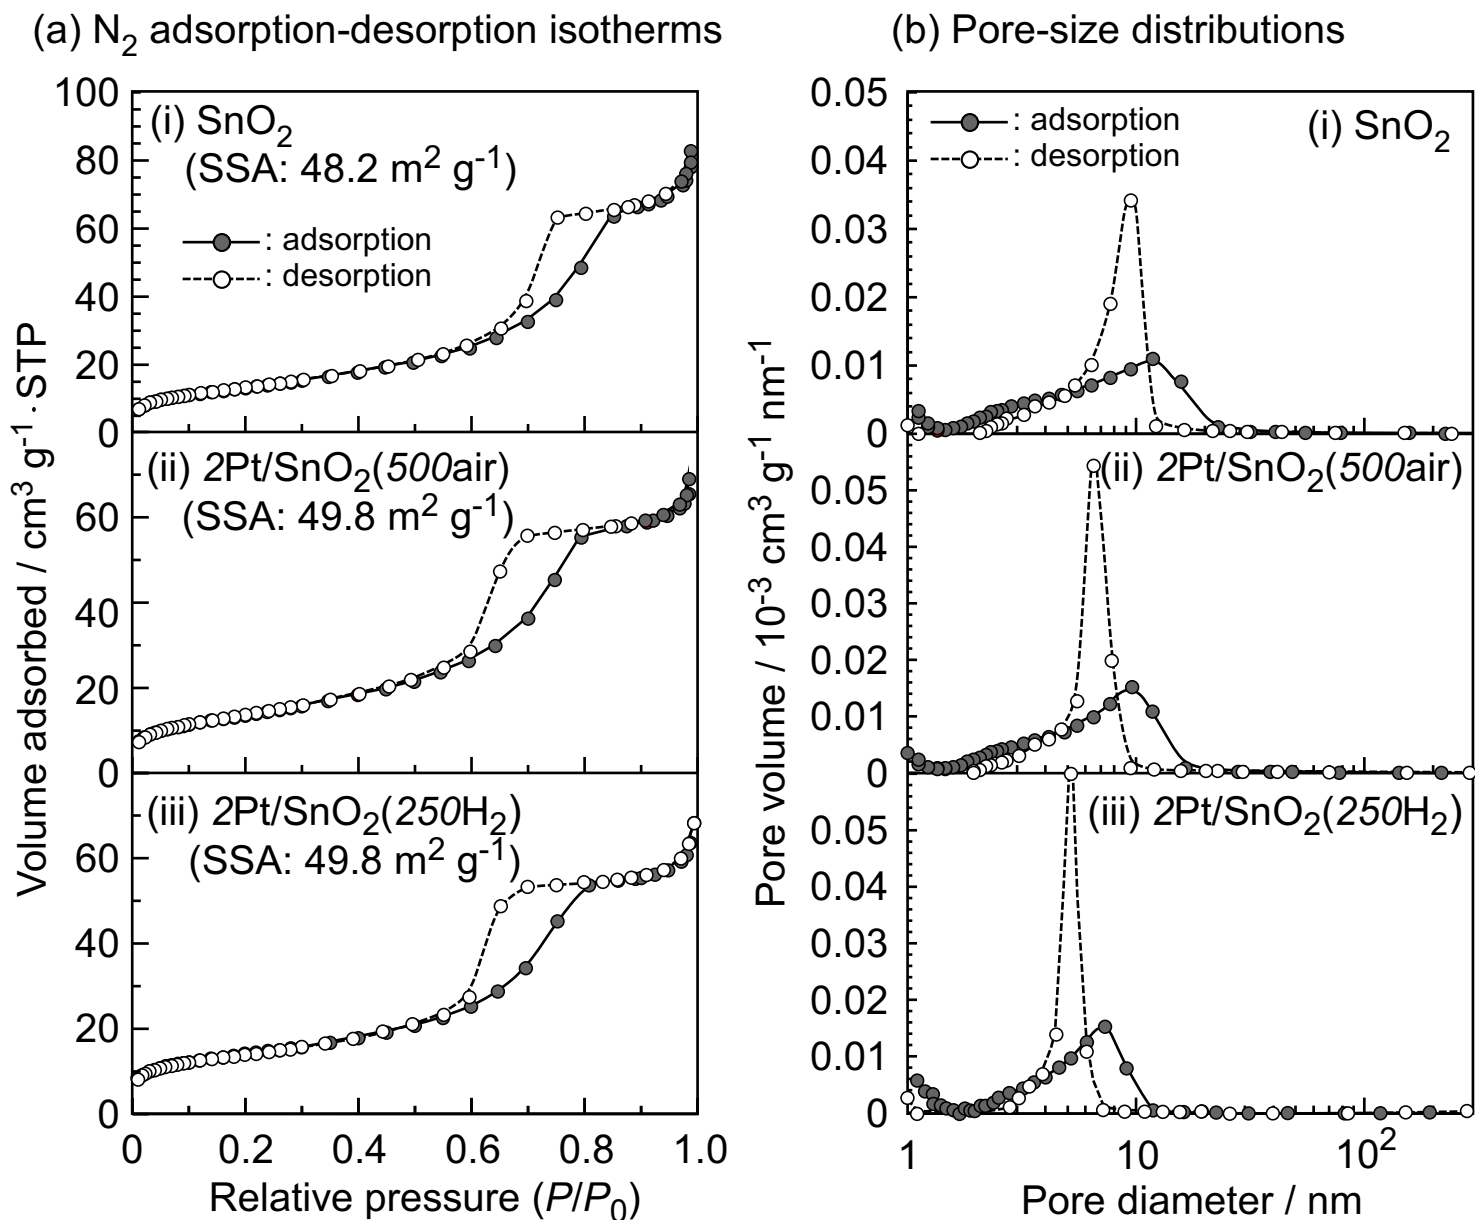 (a) N₂ adsorption-desorption isotherms
(b) Pore-size distributions
Volume adsorbed / cm³ g⁻¹·STP
100
80
60
40
20
0
(i) SnO₂
(SSA: 48.2 m² g⁻¹)
: adsorption
: desorption
60
40
20
0
(ii) 2Pt/SnO₂(500air)
(SSA: 49.8 m² g⁻¹)
60
40
20
0
(iii) 2Pt/SnO₂(250H₂)
(SSA: 49.8 m² g⁻¹)
0 0.2 0.4 0.6 0.8 1.0
Relative pressure (P/P₀)
Pore volume / 10⁻³ cm³ g⁻¹ nm⁻¹
0.05
0.04
0.03
0.02
0.01
0
: adsorption
: desorption
(i) SnO₂
0.05
0.04
0.03
0.02
0.01
0
(ii) 2Pt/SnO₂(500air)
0.05
0.04
0.03
0.02
0.01
0
(iii) 2Pt/SnO₂(250H₂)
1 10 10²
Pore diameter / nm